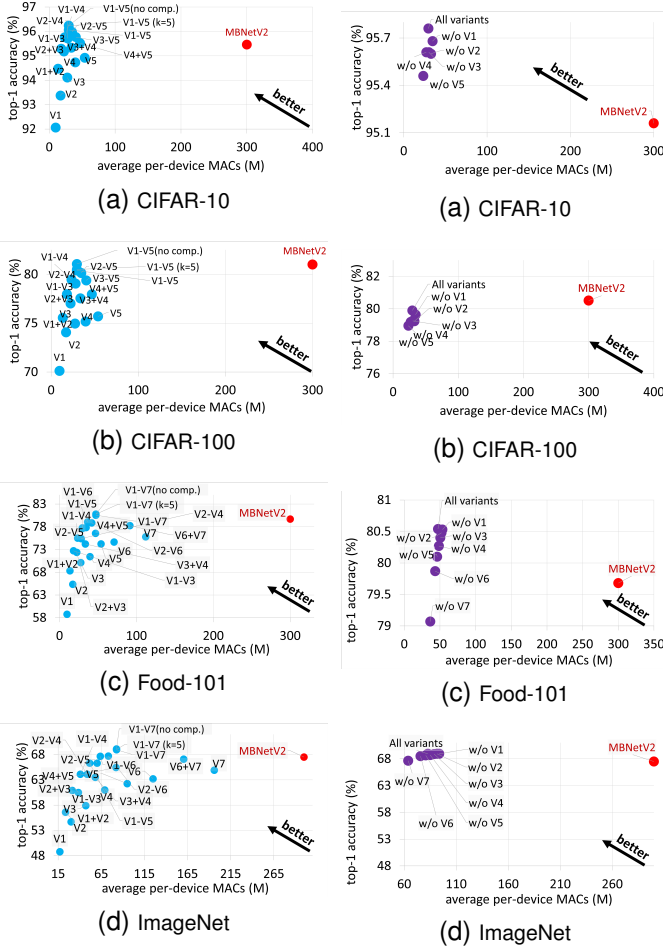 top-1 accuracy (%)
97
96
95
94
93
92
V1-V4
V1-V5(no comp.)
V2-V4
V1-V5 (k=5)
V2-V5
V1-V5
V1-V3
V3-V5
V2+V3
V3+V4
V4+V5
V4
V5
V1+V2
V3
V2
V1
MBNetV2
better
0
100
200
300
400
average per-device MACs (M)
(a) CIFAR-10
top-1 accuracy (%)
95.7
95.4
95.1
All variants
w/o V1
w/o V2
w/o V4
w/o V3
w/o V5
MBNetV2
better
0
100
200
300
average per-device MACs (M)
(a) CIFAR-10
top-1 accuracy (%)
80
75
70
V1-V4
V1-V5(no comp.)
V2-V5
V1-V5 (k=5)
V2-V4
V3-V5
V1-V5
V1-V3
V4+V5
V2+V3
V3+V4
V3
V4
V5
V1+V2
V2
V1
MBNetV2
better
0
100
200
300
average per-device MACs (M)
(b) CIFAR-100
top-1 accuracy (%)
82
80
78
76
All variants
w/o V1
w/o V2
w/o V3
w/o V4
w/o V5
MBNetV2
better
0
100
200
300
400
average per-device MACs (M)
(b) CIFAR-100
top-1 accuracy (%)
83
78
73
68
63
58
V1-V6
V1-V7(no comp.)
V1-V5
V1-V7 (k=5)
V1-V4
V1-V7
V2-V4
V2-V5
V4+V5
V7
V6+V7
V6
V2-V6
V1+V2
V4
V5
V3+V4
V3
V1-V3
V2
V1
V2+V3
MBNetV2
better
0
100
200
300
average per-device MACs (M)
(c) Food-101
top-1 accuracy (%)
81
80.5
80
79.5
79
All variants
w/o V1
w/o V2
w/o V3
w/o V4
w/o V5
w/o V6
w/o V7
MBNetV2
better
0
50
100
150
200
250
300
350
average per-device MACs (M)
(c) Food-101
top-1 accuracy (%)
68
63
58
53
48
V1-V7(no comp.)
V2-V4
V1-V4
V1-V7 (k=5)
V1-V7
V2-V5
V1-V6
V6+V7
V7
V4+V5
V5
V6
V2-V6
V2+V3
V1-V3
V4
V3+V4
V3
V1+V2
V1-V5
V2
V1
MBNetV2
better
15
65
115
165
215
265
average per-device MACs (M)
(d) ImageNet
top-1 accuracy (%)
68
63
58
53
48
All variants
w/o V1
w/o V2
w/o V7
w/o V3
w/o V4
w/o V6
w/o V5
MBNetV2
better
60
110
160
210
260
average per-device MACs (M)
(d) ImageNet